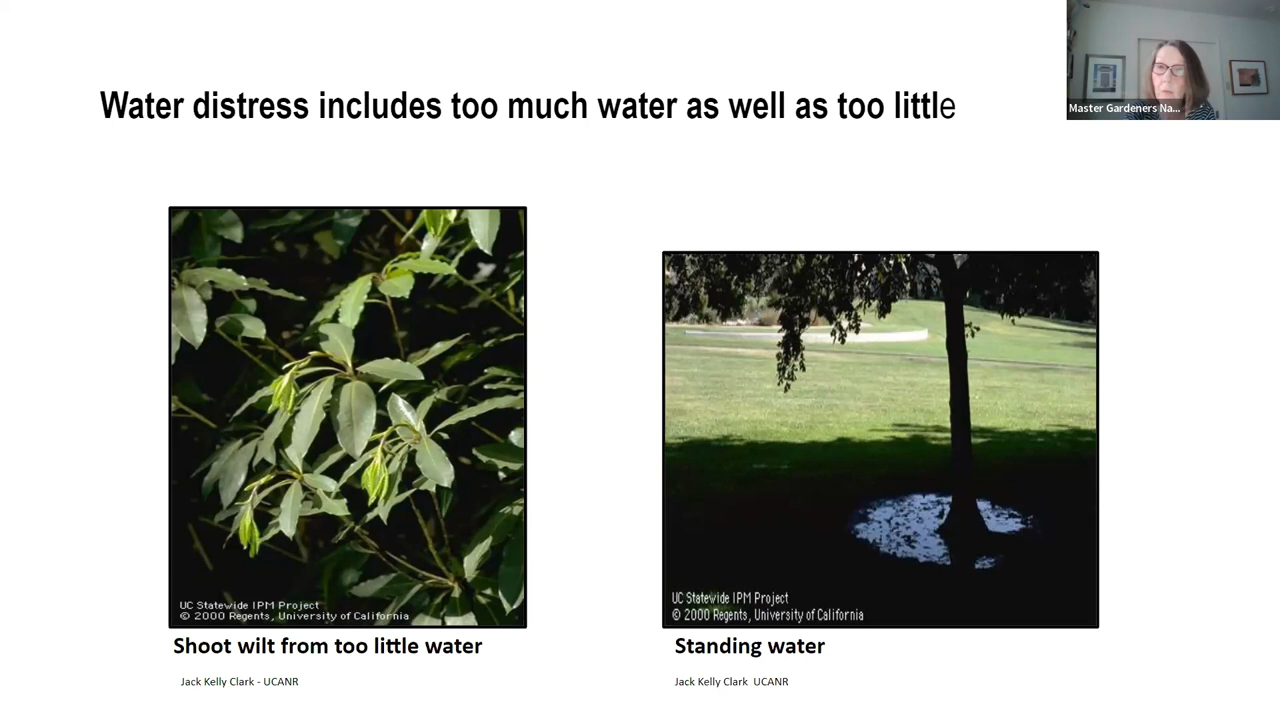 Water distress includes too much water as well as too little
Master Gardeners Na...
UC Statewide IPM Project
© 2000 Regents, University of California
Shoot wilt from too little water
Jack Kelly Clark - UCANR
UC Statewide IPM Project
© 2000 Regents, University of California
Standing water
Jack Kelly Clark UCANR